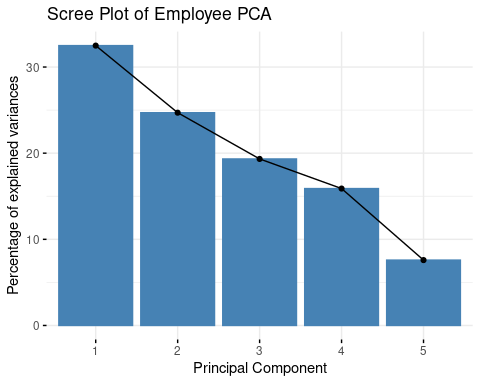 Scree Plot of Employee PCA
Percentage of explained variances
30
20
10
0
1 2 3 4 5
Principal Component